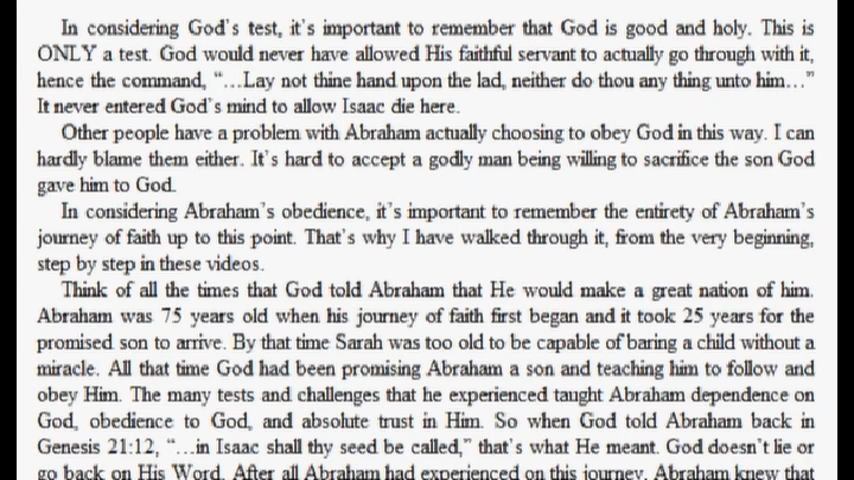 In considering God's test, it's important to remember that God is good and holy. This is
ONLY a test. God would never have allowed His faithful servant to actually go through with it,
hence the command, “…Lay not thine hand upon the lad, neither do thou any thing unto him…”
It never entered God's mind to allow Isaac die here.
Other people have a problem with Abraham actually choosing to obey God in this way. I can
hardly blame them either. It's hard to accept a godly man being willing to sacrifice the son God
gave him to God.
In considering Abraham's obedience, it's important to remember the entirety of Abraham's
journey of faith up to this point. That's why I have walked through it, from the very beginning,
step by step in these videos.
Think of all the times that God told Abraham that He would make a great nation of him.
Abraham was 75 years old when his journey of faith first began and it took 25 years for the
promised son to arrive. By that time Sarah was too old to be capable of baring a child without a
miracle. All that time God had been promising Abraham a son and teaching him to follow and
obey Him. The many tests and challenges that he experienced taught Abraham dependence on
God, obedience to God, and absolute trust in Him. So when God told Abraham back in
Genesis 21:12, “…in Isaac shall thy seed be called,” that's what He meant. God doesn't lie or
go back on His Word. After all Abraham had experienced on this journey, Abraham knew that